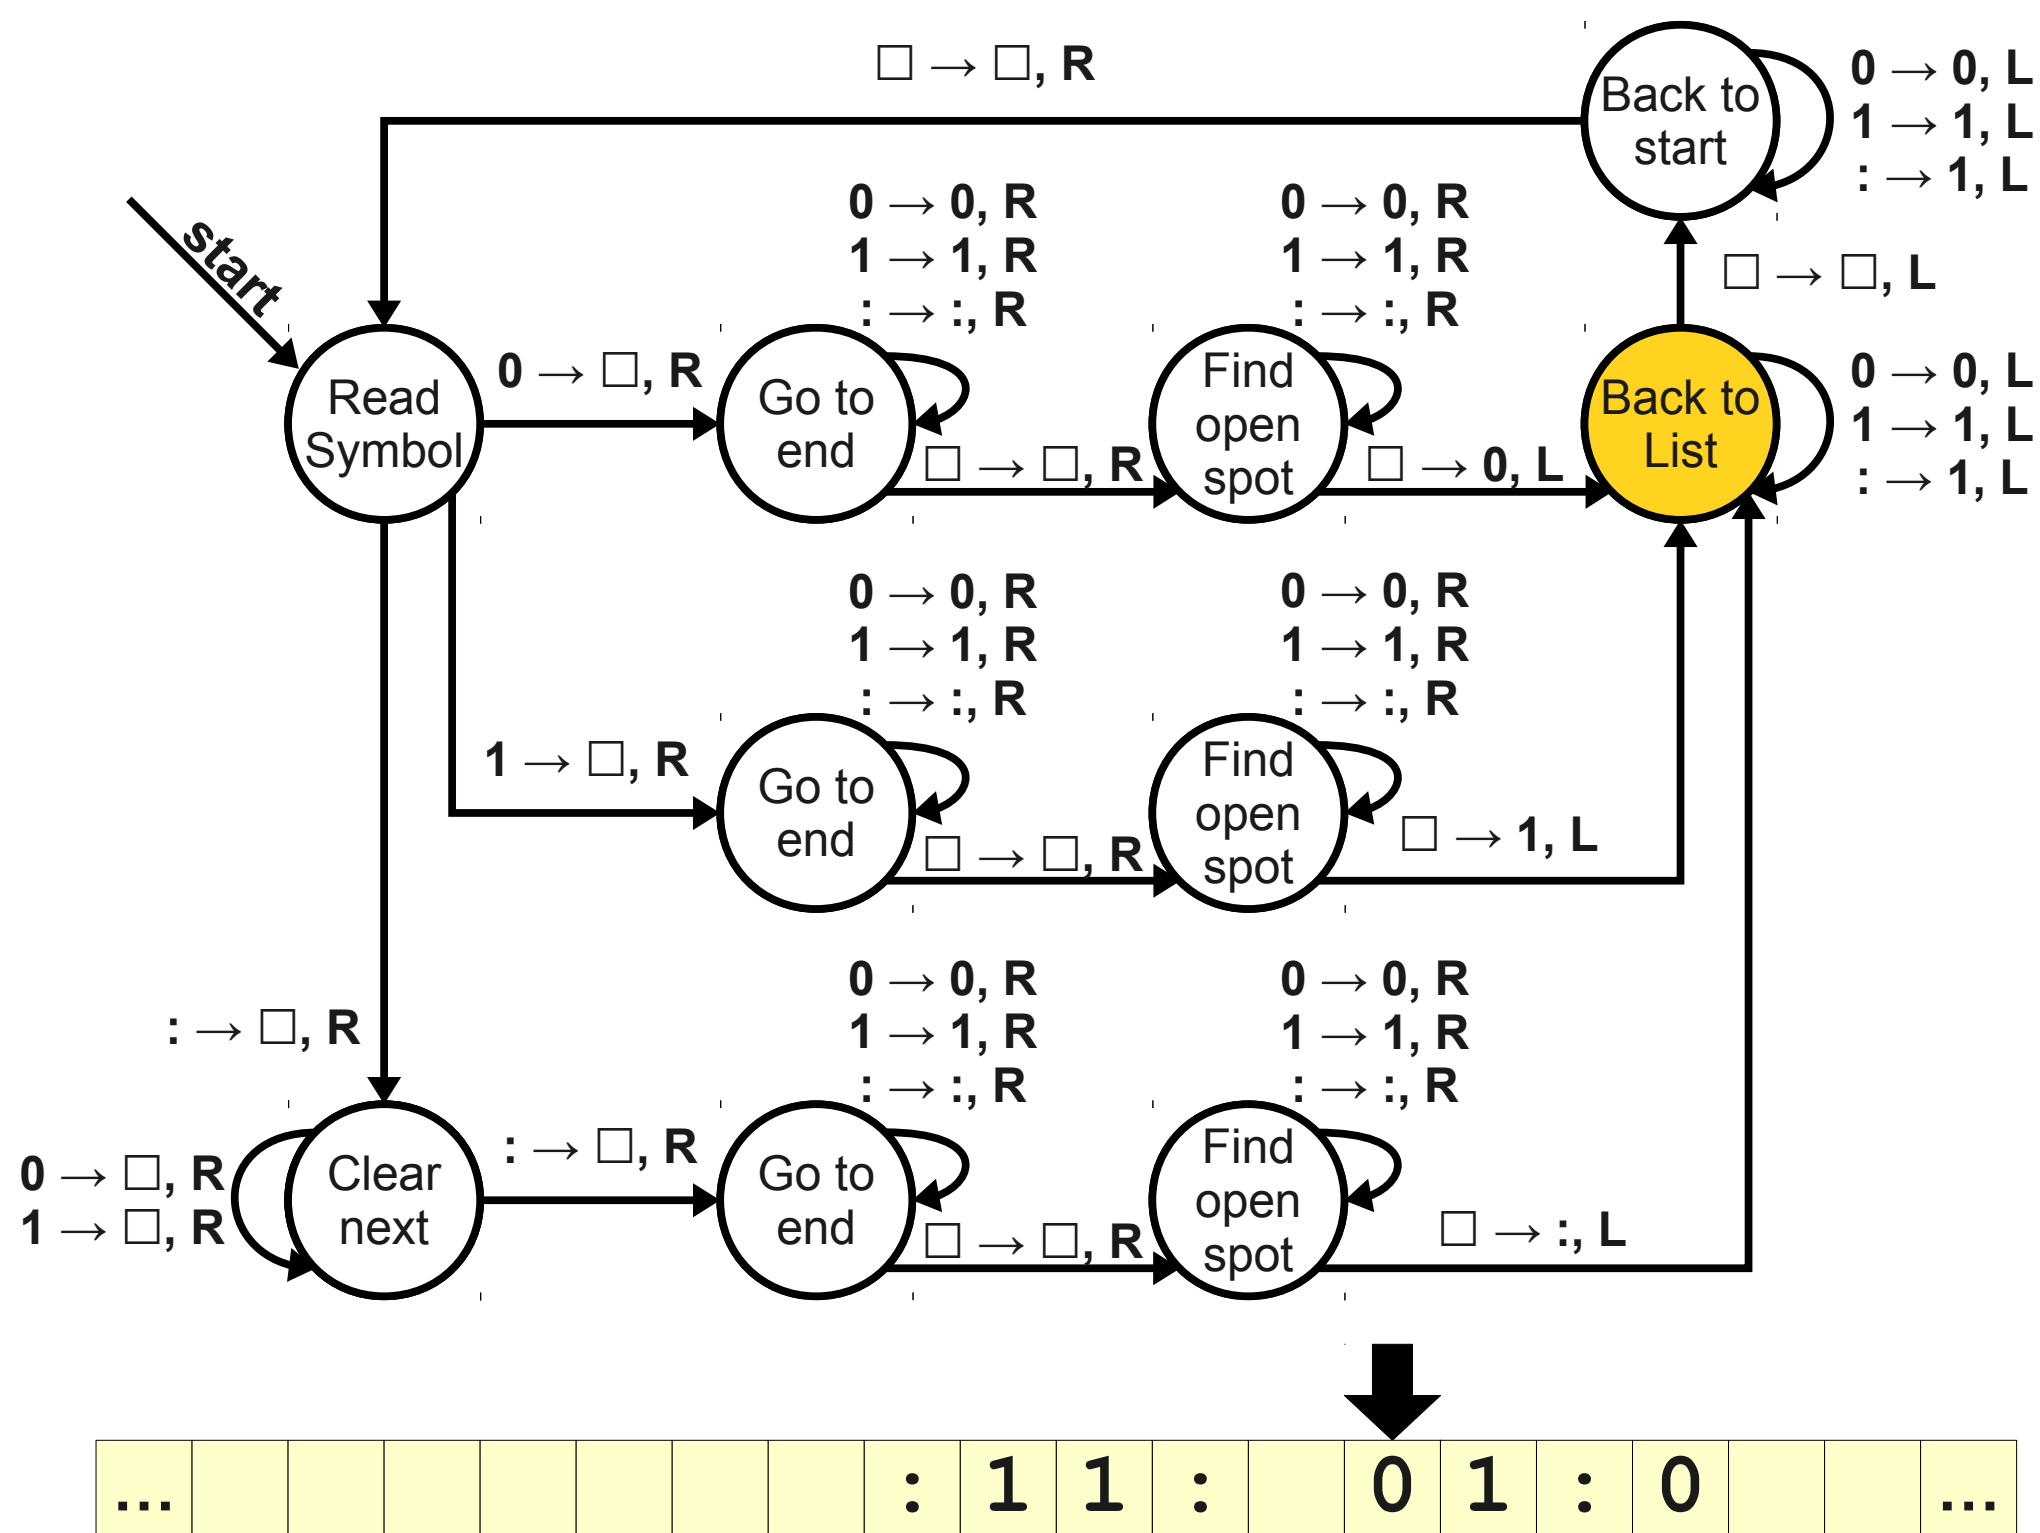 □ → □, R
Back to
start
0 → 0, L
1 → 1, L
: → 1, L
start
0 → 0, R
1 → 1, R
: → :, R
0 → 0, R
1 → 1, R
: → :, R
□ → □, L
Read
Symbol
0 → □, R
Go to
end
□ → □, R
Find
open
spot
□ → 0, L
Back to
List
0 → 0, L
1 → 1, L
: → 1, L
0 → 0, R
1 → 1, R
: → :, R
0 → 0, R
1 → 1, R
: → :, R
1 → □, R
Go to
end
□ → □, R
Find
open
spot
□ → 1, L
0 → 0, R
1 → 1, R
: → :, R
0 → 0, R
1 → 1, R
: → :, R
: → □, R
0 → □, R
1 → □, R
Clear
next
: → □, R
Go to
end
□ → □, R
Find
open
spot
□ → :, L
… : 1 1 : 0 1 : 0 …